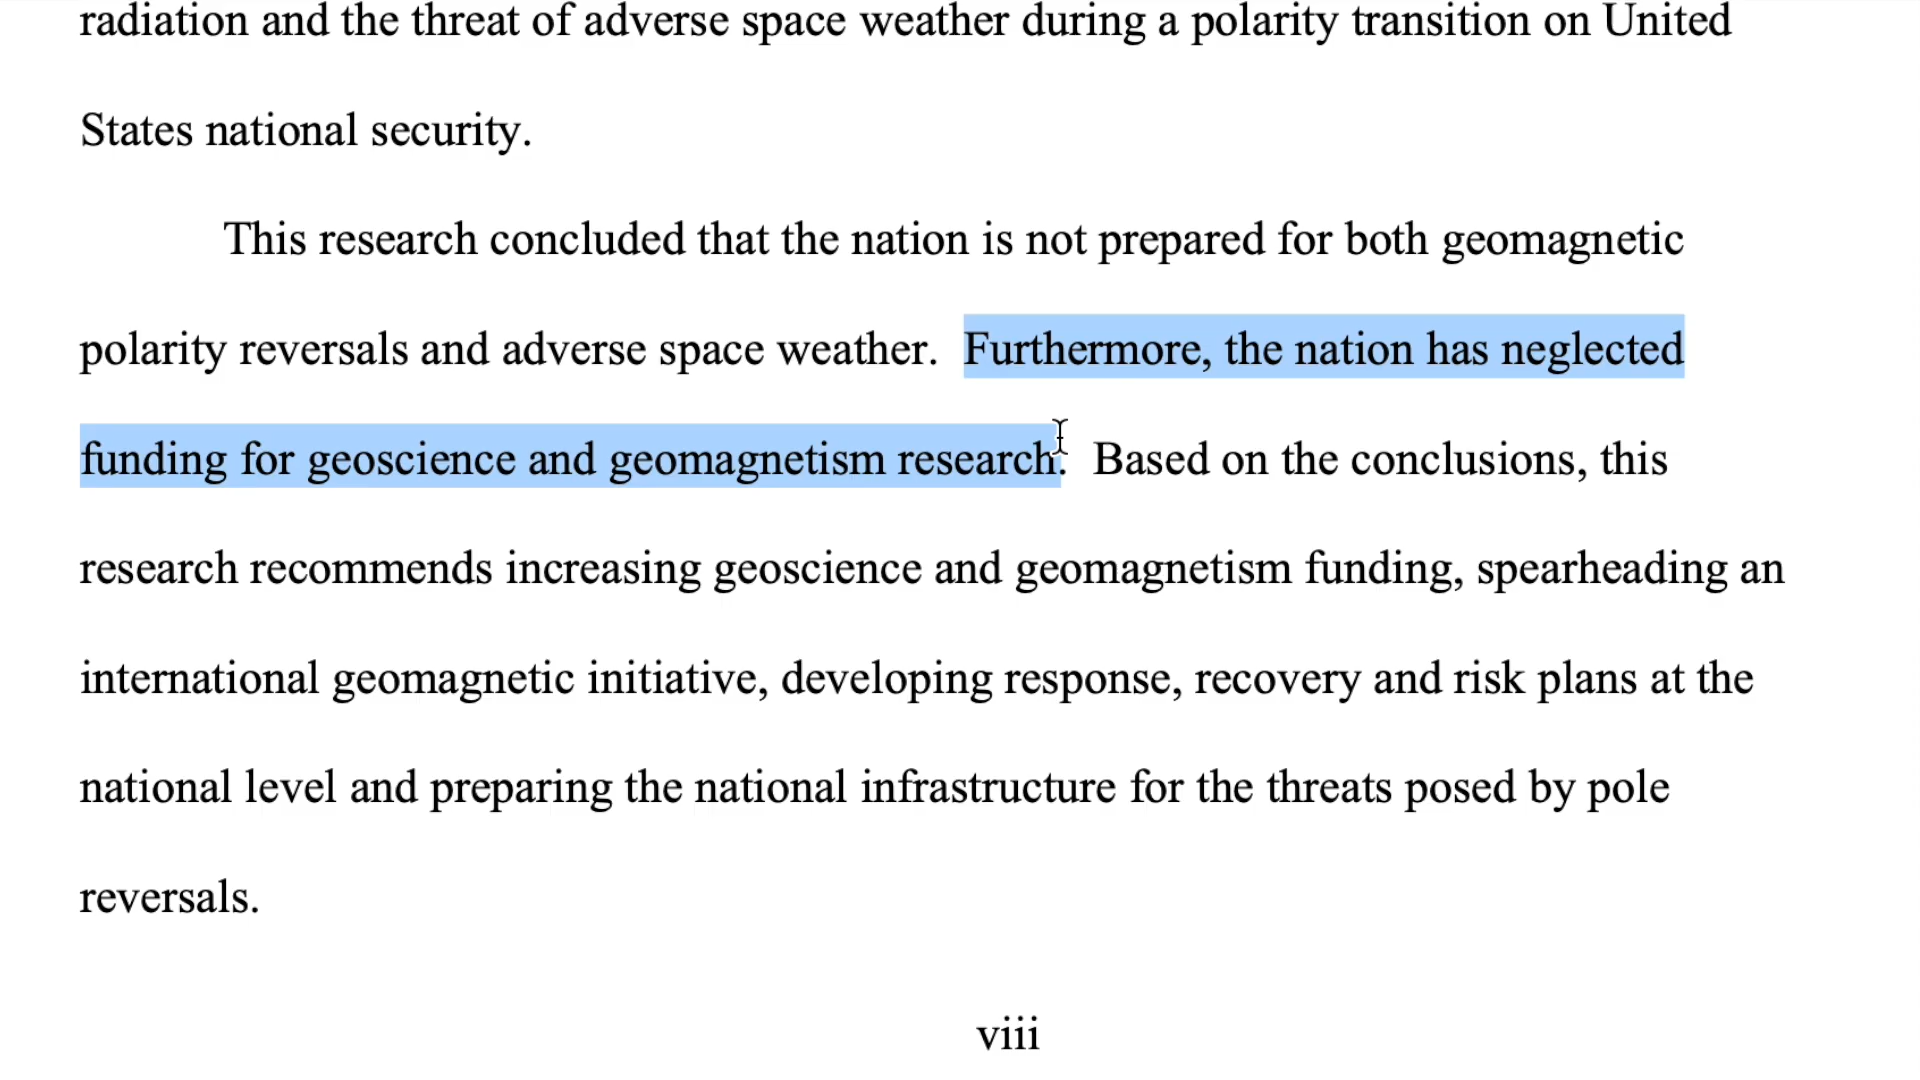 radiation and the threat of adverse space weather during a polarity transition on United
States national security.
This research concluded that the nation is not prepared for both geomagnetic
polarity reversals and adverse space weather.  Furthermore, the nation has neglected
funding for geoscience and geomagnetism research.  Based on the conclusions, this
research recommends increasing geoscience and geomagnetism funding, spearheading an
international geomagnetic initiative, developing response, recovery and risk plans at the
national level and preparing the national infrastructure for the threats posed by pole
reversals.
viii